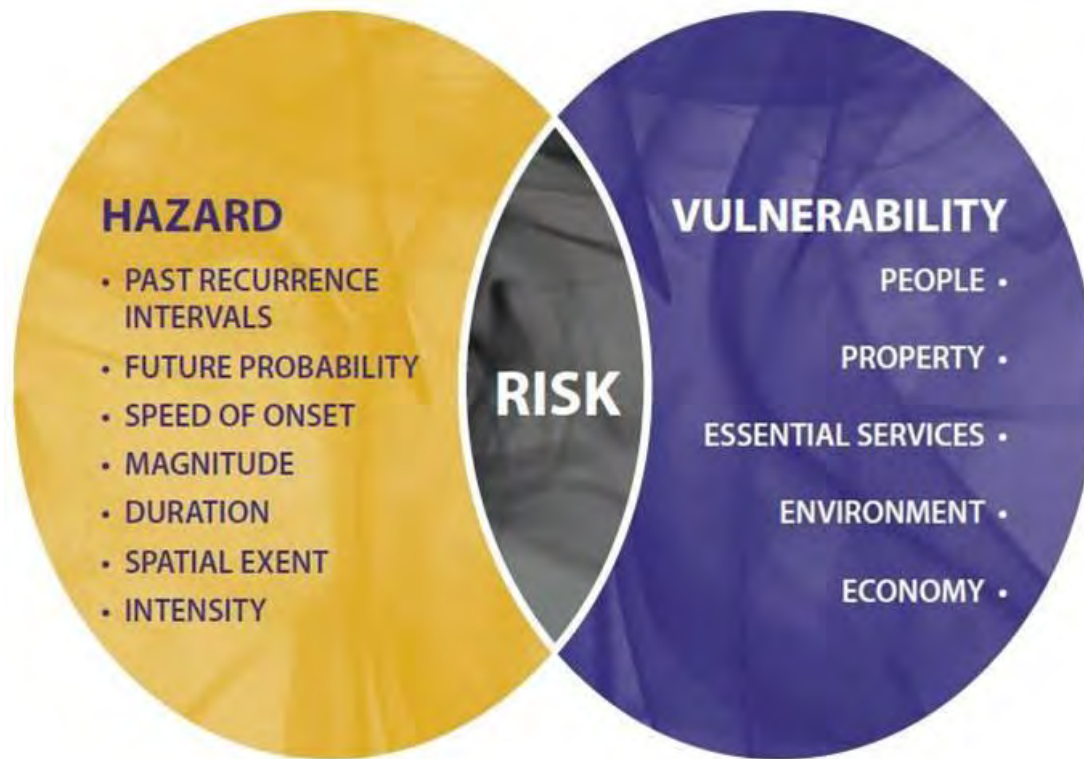 HAZARD
• PAST RECURRENCE
INTERVALS
• FUTURE PROBABILITY
• SPEED OF ONSET
• MAGNITUDE
• DURATION
• SPATIAL EXENT
• INTENSITY
RISK
VULNERABILITY
PEOPLE •
PROPERTY •
ESSENTIAL SERVICES •
ENVIRONMENT •
ECONOMY •